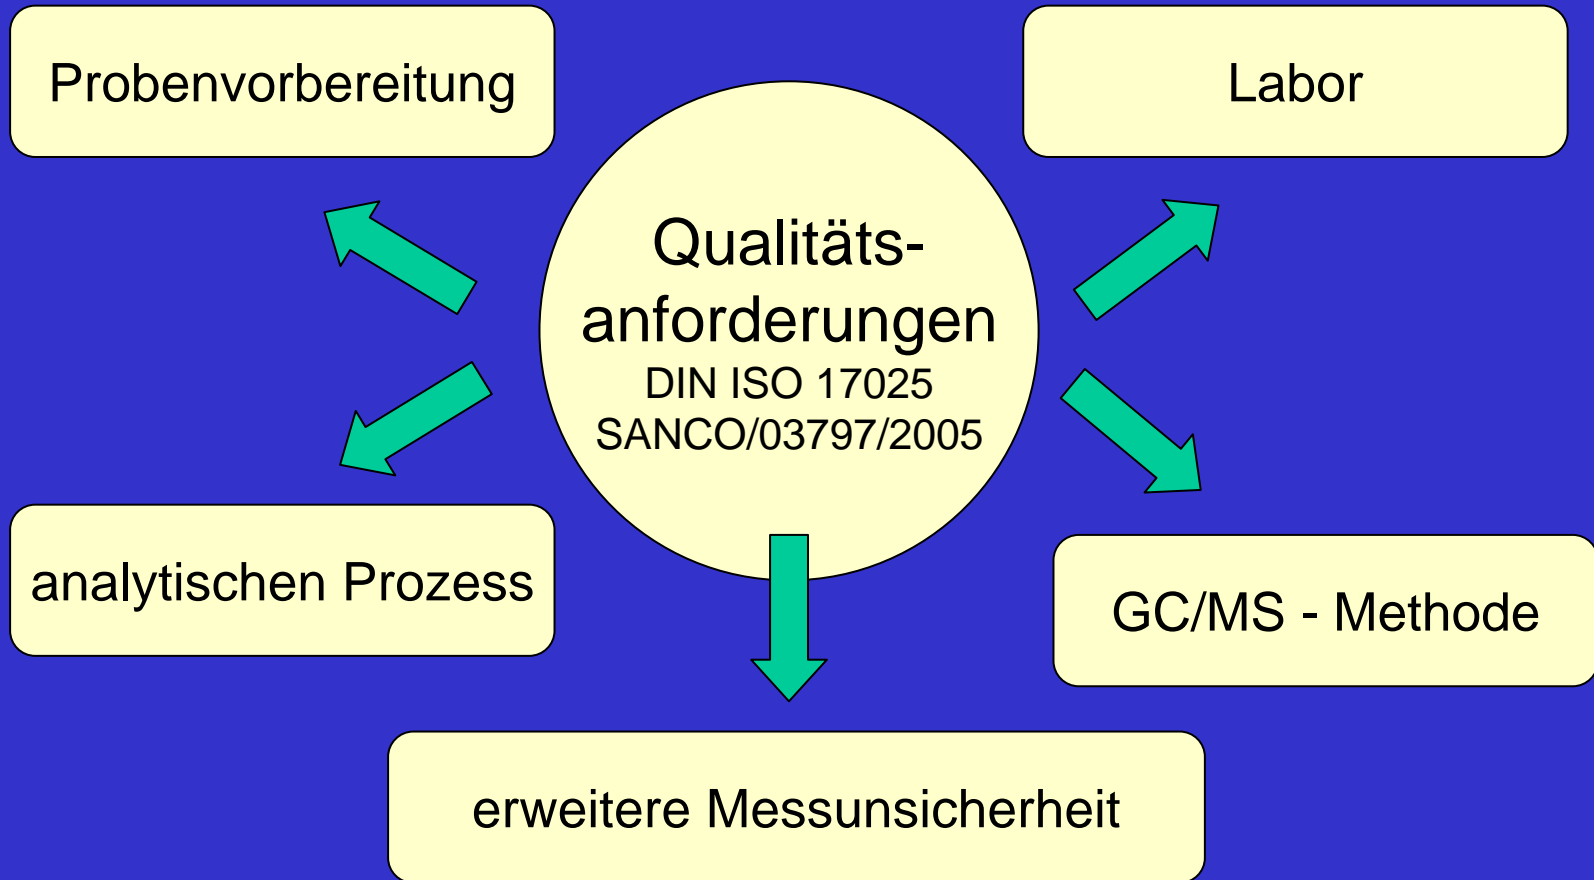 Probenvorbereitung
Labor
Qualitäts-
anforderungen
DIN ISO 17025
SANCO/03797/2005
analytischen Prozess
GC/MS - Methode
erweitere Messunsicherheit